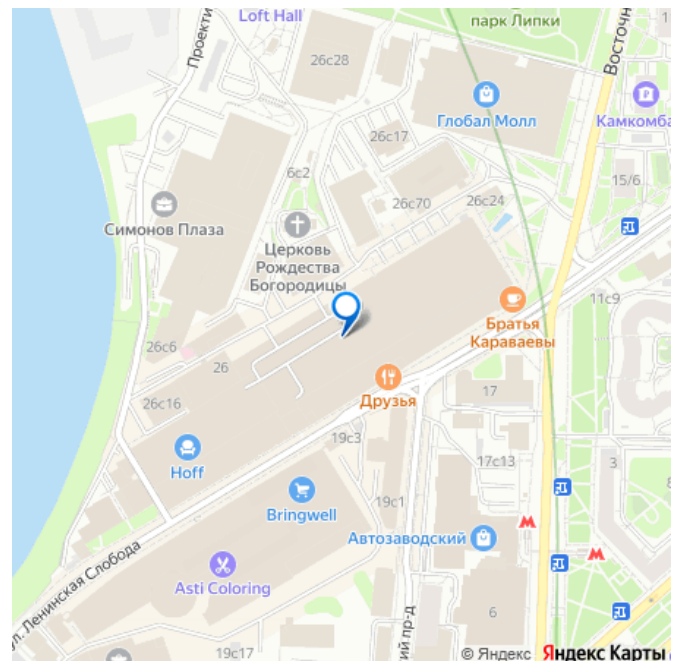 Loft Hall
парк Липки
Восточн
1
Проекти
26с28
Глобал Молл
Камкомба
26с17
6с2
15/6
26с70
26с24
Симонов Плаза
Церковь
Рождества
Богородицы
11с9
Братья
Караваевы
26с6
26
Друзья
17
26с16
19с3
Hoff
17с13
3
Bringwell
19с1
Автозаводский
ул. Ленинская Слобода
Asti Coloring
6
ий пр-д
19с17
© Яндекс Яндекс Карты